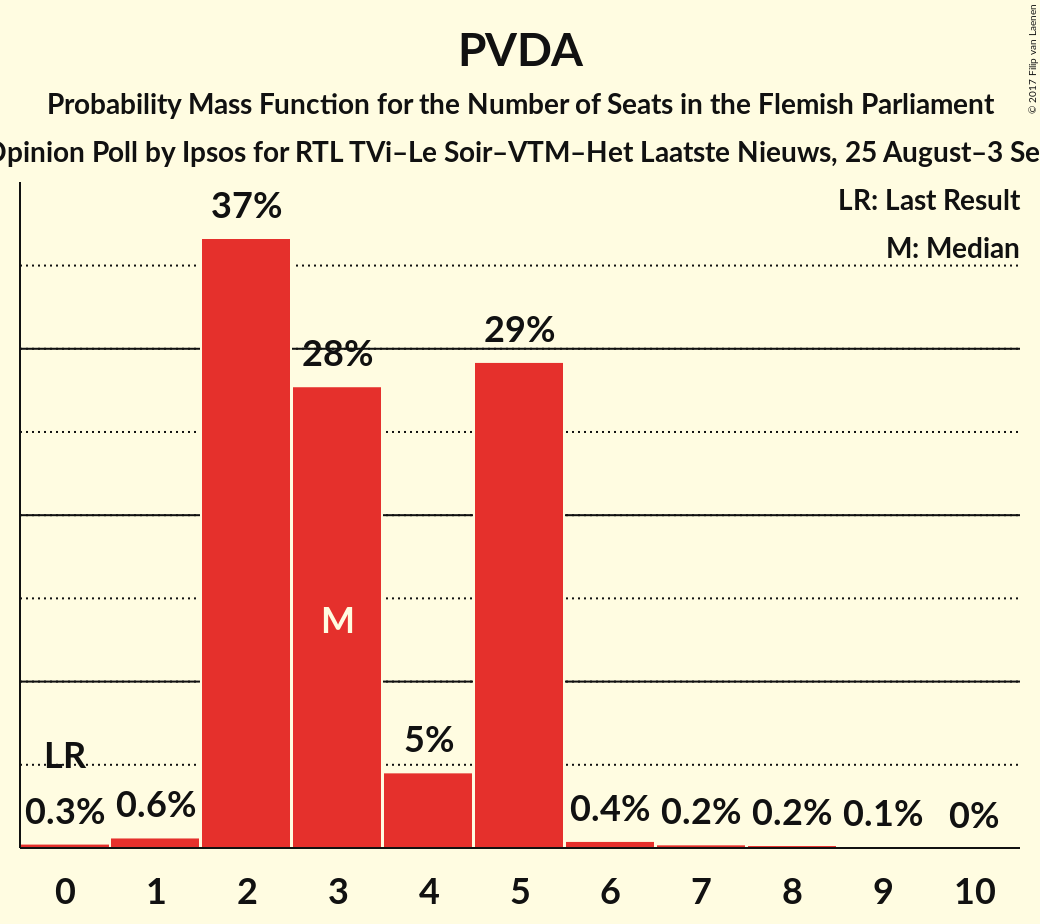 PVDA
Probability Mass Function for the Number of Seats in the Flemish Parliament
Opinion Poll by Ipsos for RTL TVi–Le Soir–VTM–Het Laatste Nieuws, 25 August–3 Se
© 2017 Filip van Laenen
LR: Last Result
M: Median
37%
29%
28%
M
5%
LR
0.3% 0.6% 0.4% 0.2% 0.2% 0.1% 0%
0 1 2 3 4 5 6 7 8 9 10